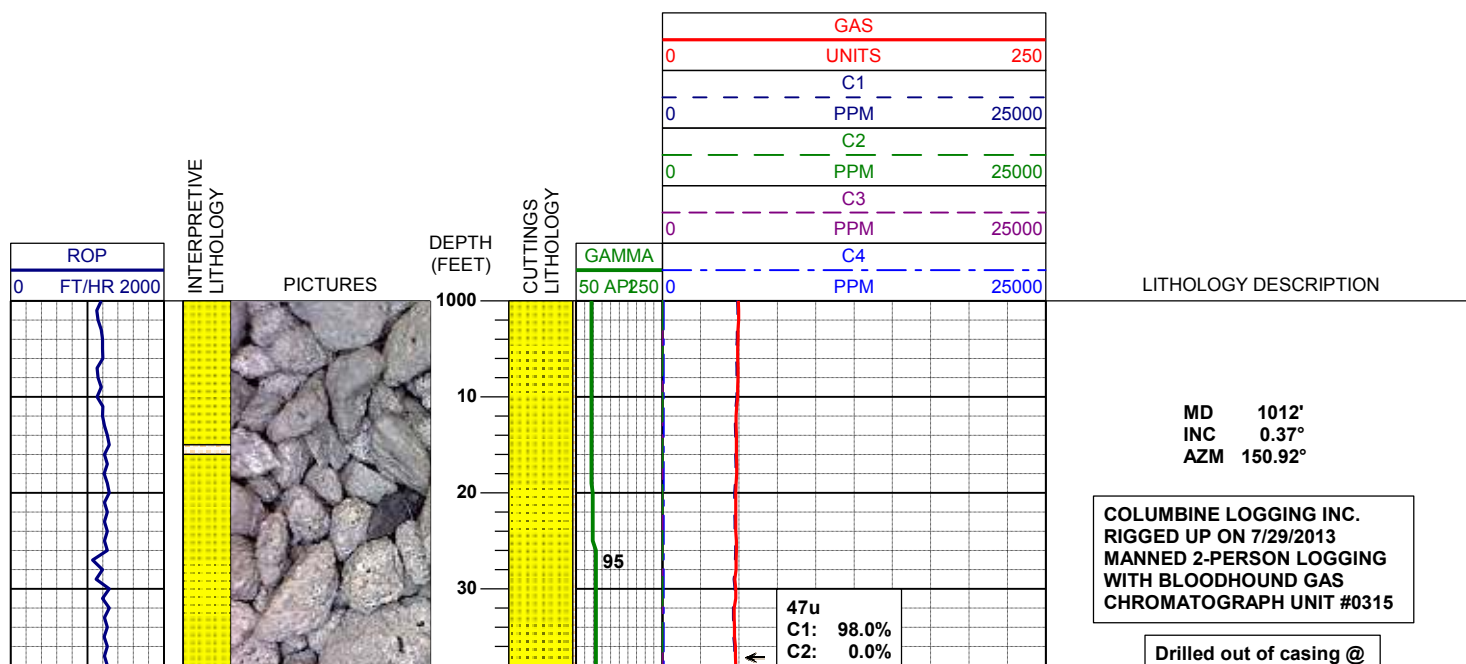 GAS
0 UNITS 250
C1
0 PPM 25000
C2
0 PPM 25000
C3
0 PPM 25000
C4
0 PPM 25000
ROP
0 FT/HR 2000
INTERPRETIVE
LITHOLOGY
PICTURES
DEPTH
(FEET)
CUTTINGS
LITHOLOGY
GAMMA
50 API 250
LITHOLOGY DESCRIPTION
1000
10
20
30
95
47u
C1: 98.0%
C2: 0.0%
MD 1012'
INC 0.37°
AZM 150.92°
COLUMBINE LOGGING INC.
RIGGED UP ON 7/29/2013
MANNED 2-PERSON LOGGING
WITH BLOODHOUND GAS
CHROMATOGRAPH UNIT #0315
Drilled out of casing @